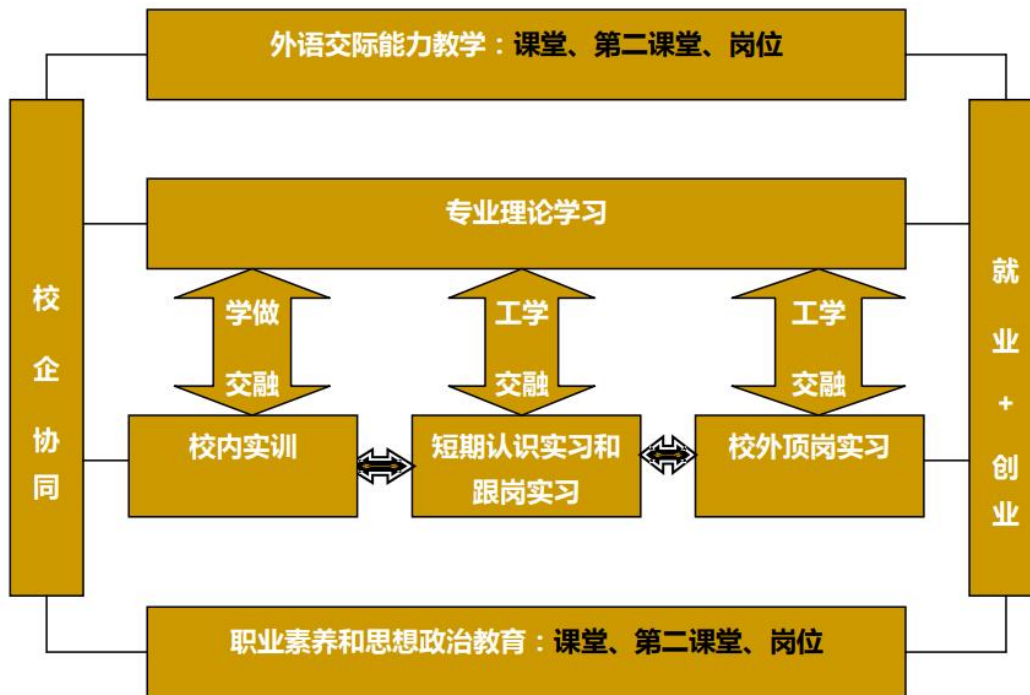 外语交际能力教学：课堂、第二课堂、岗位
专业理论学习
校企协同
学做
交融
工学
交融
工学
交融
就业+创业
校内实训
短期认识实习和
跟岗实习
校外顶岗实习
职业素养和思想政治教育：课堂、第二课堂、岗位